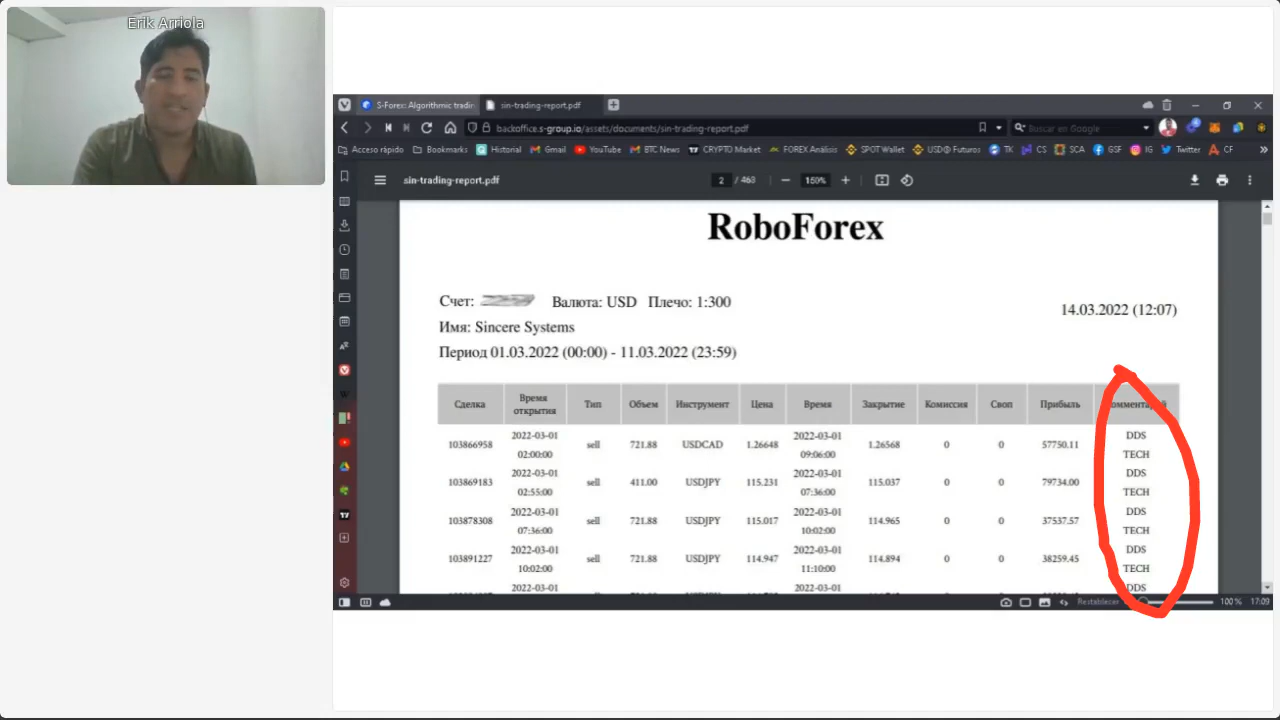 Erik Arriola
S-Forex: Algorithmic tradin
sin-trading-report.pdf
backoffice.s-group.io/assets/documents/sin-trading-report.pdf
Buscar en Google
Acceso rápido
Bookmarks
Historial
Gmail
YouTube
BTC News
CRYPTO Market
FOREX Análisis
SPOT Wallet
USDⓢ Futuros
TK
CS
SCA
GSF
IG
Twitter
CF
sin-trading-report.pdf
2 / 463
150%
RoboForex
Счет: Валюта: USD Плечо: 1:300
14.03.2022 (12:07)
Имя: Sincere Systems
Период 01.03.2022 (00:00) - 11.03.2022 (23:59)
Сделка Время открытия Тип Объем Инструмент Цена Время Закрытие Комиссия Своп Прибыль Комментарий
103866958 2022-03-01 02:00:00 sell 721.88 USDCAD 1.26648 2022-03-01 09:06:00 1.26568 0 0 57750.11 DDS TECH
103869183 2022-03-01 02:55:00 sell 411.00 USDJPY 115.231 2022-03-01 07:36:00 115.037 0 0 79734.00 DDS TECH
103878308 2022-03-01 07:36:00 sell 721.88 USDJPY 115.017 2022-03-01 10:02:00 114.965 0 0 37537.57 DDS TECH
103891227 2022-03-01 10:02:00 sell 721.88 USDJPY 114.947 2022-03-01 11:10:00 114.894 0 0 38259.45 DDS TECH
2022-03-01 2022-03-01 DDS
Restablecer
100 %
17:09